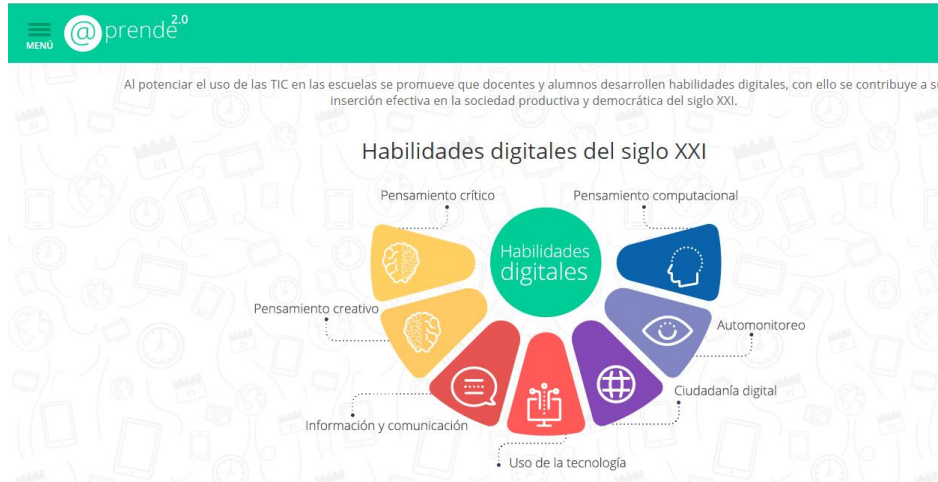 MENÚ
@prende 2.0
Al potenciar el uso de las TIC en las escuelas se promueve que docentes y alumnos desarrollen habilidades digitales, con ello se contribuye a
inserción efectiva en la sociedad productiva y democrática del siglo XXI.
Habilidades digitales del siglo XXI
Pensamiento crítico
Pensamiento computacional
Habilidades
digitales
Pensamiento creativo
Automonitoreo
Ciudadanía digital
Información y comunicación
Uso de la tecnología